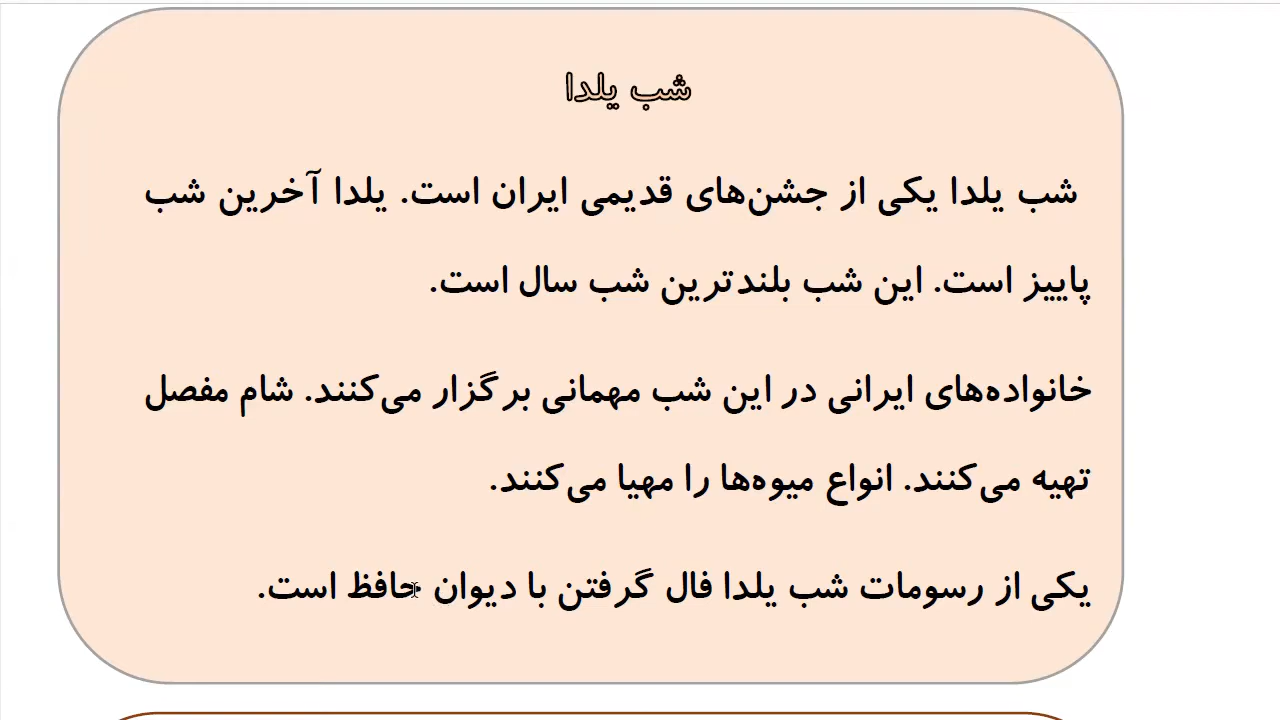 شب یلدا
شب یلدا یکی از جشن‌های قدیمی ایران است. یلدا آخرین شب
پاییز است. این شب بلندترین شب سال است.
خانواده‌های ایرانی در این شب مهمانی برگزار می‌کنند. شام مفصل
تهیه می‌کنند. انواع میوه‌ها را مهیا می‌کنند.
یکی از رسومات شب یلدا فال گرفتن با دیوان حافظ است.